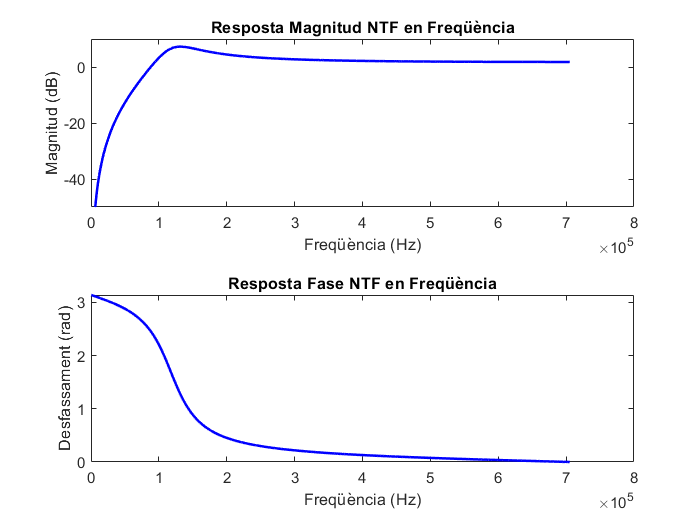 Resposta Magnitud NTF en Freqüència
Magnitud (dB)
0
-20
-40
0 1 2 3 4 5 6 7 8
Freqüència (Hz)
×10^5
Resposta Fase NTF en Freqüència
Desfassament (rad)
3
2
1
0
0 1 2 3 4 5 6 7 8
Freqüència (Hz)
×10^5